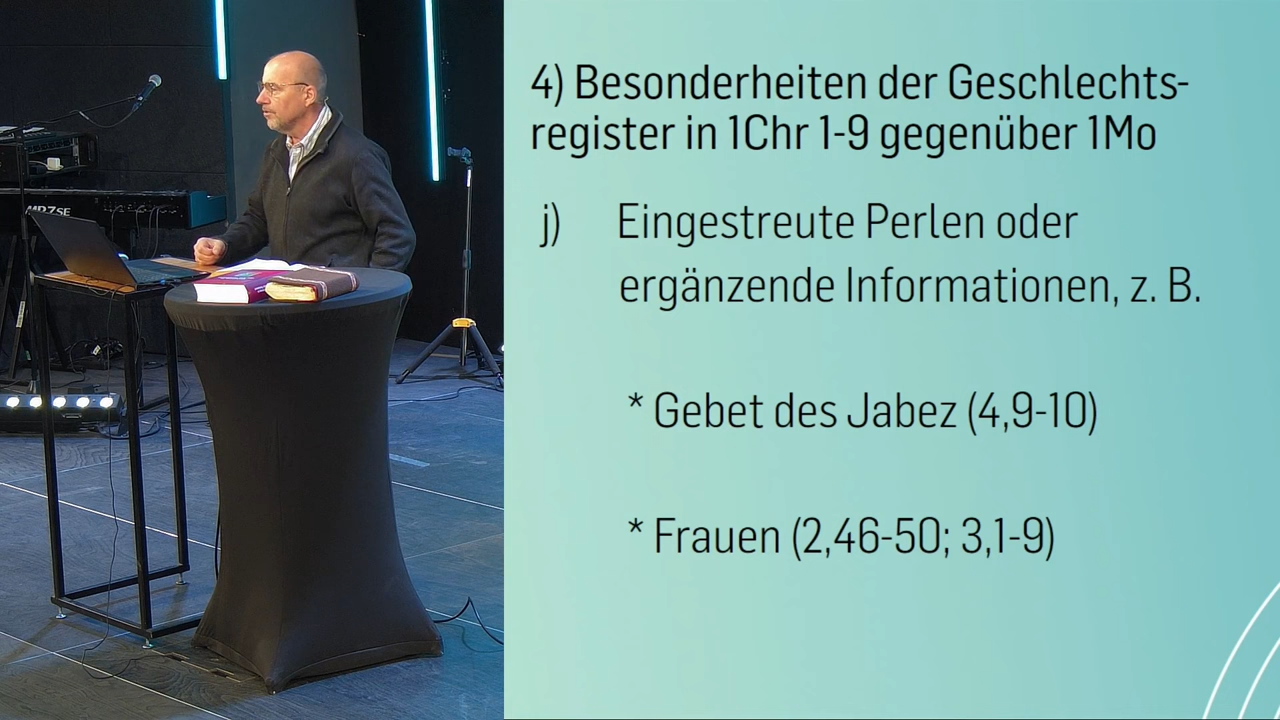 4) Besonderheiten der Geschlechts-
register in 1Chr 1-9 gegenüber 1Mo
j) Eingestreute Perlen oder
ergänzende Informationen, z. B.
* Gebet des Jabez (4,9-10)
* Frauen (2,46-50; 3,1-9)